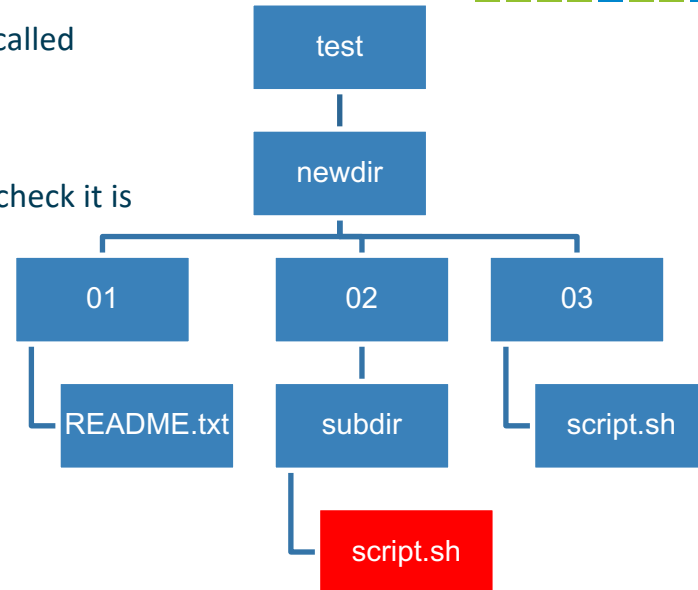 called
check it is
test
newdir
01
02
03
README.txt
subdir
script.sh
script.sh